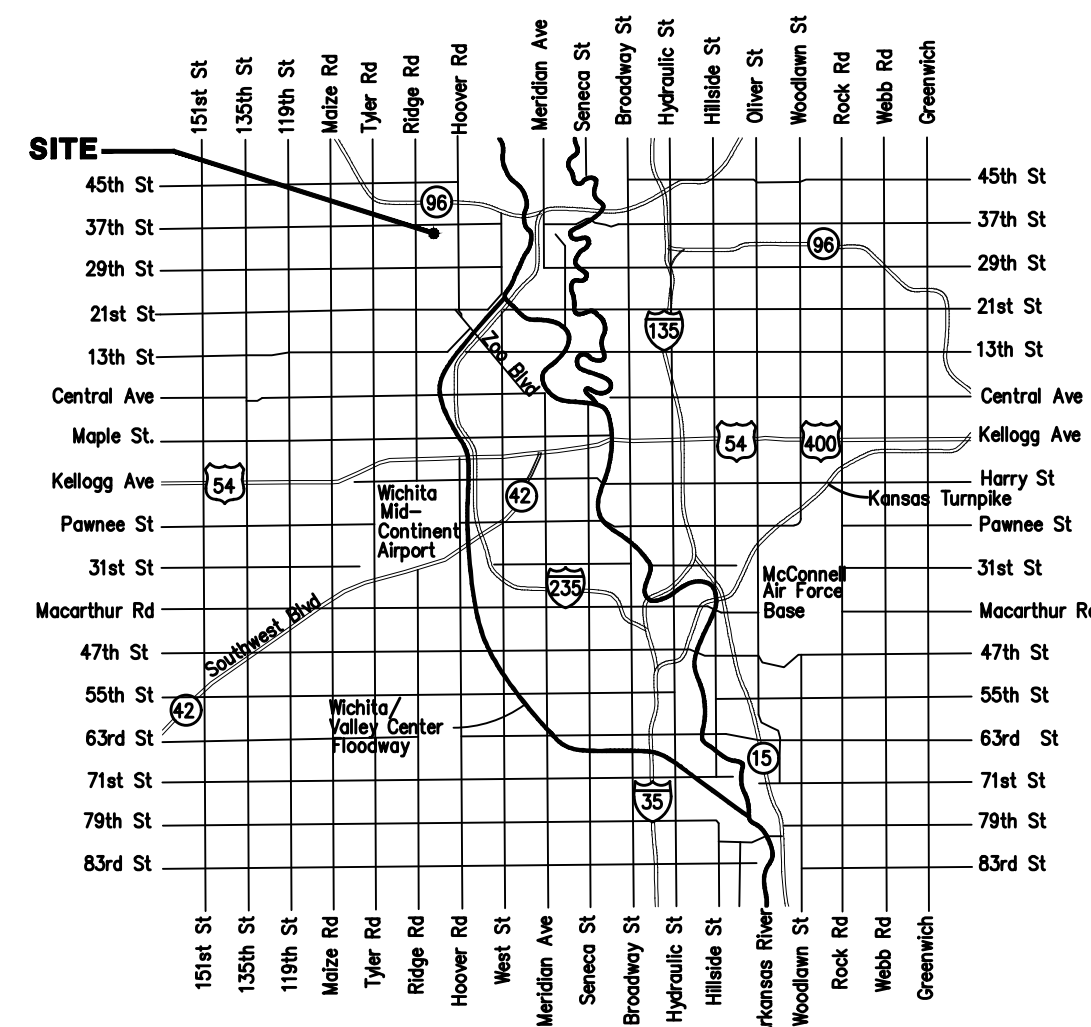 151st St
135th St
119th St
Maize Rd
Tyler Rd
Ridge Rd
Hoover Rd
Meridian Ave
Seneca St
Broadway St
Hydraulic St
Hillside St
Oliver St
Woodlawn St
Rock Rd
Webb Rd
Greenwich
SITE
45th St
37th St
29th St
21st St
13th St
Central Ave
Maple St.
Kellogg Ave
Pawnee St
31st St
Macarthur Rd
47th St
55th St
63rd St
71st St
79th St
83rd St
96
96
135
Zoo Blvd
54
400
54
42
Wichita
Mid-
Continent
Airport
Kansas Turnpike
235
McConnell
Air Force
Base
Southwest Blvd
42
Wichita/
Valley Center
Floodway
15
35
45th St
37th St
29th St
21st St
13th St
Central Ave
Kellogg Ave
Harry St
Pawnee St
31st St
Macarthur Rd
47th St
55th St
63rd St
71st St
79th St
83rd St
151st St
135th St
119th St
Maize Rd
Tyler Rd
Ridge Rd
Hoover Rd
West St
Meridian Ave
Seneca St
Broadway St
Hydraulic St
Hillside St
rkansas River
Woodlawn St
Rock Rd
Webb Rd
Greenwich